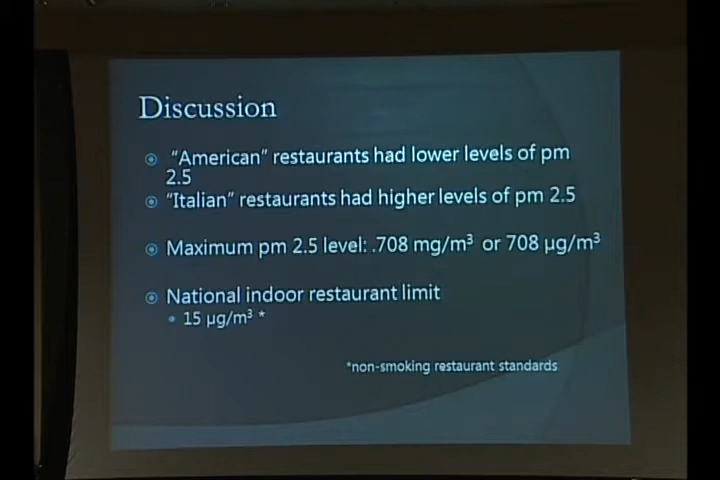 Discussion
"American" restaurants had lower levels of pm
2.5
"Italian" restaurants had higher levels of pm 2.5
Maximum pm 2.5 level: .708 mg/m³ or 708 µg/m³
National indoor restaurant limit
15 µg/m³ *
*non-smoking restaurant standards